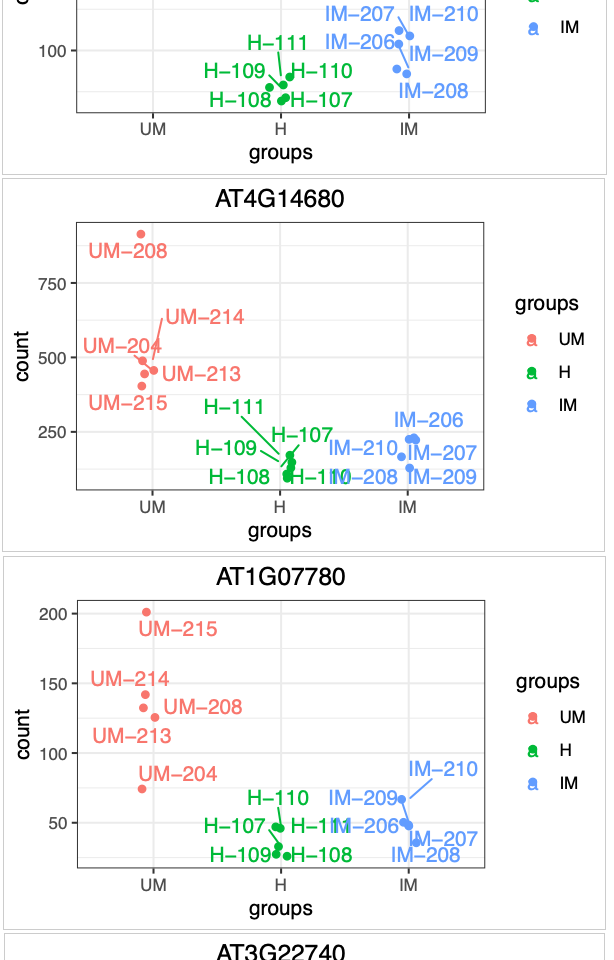 IM−207 IM−210
100
H−111
IM−206
IM−209
H−109 H−110
IM−208
H−108 H−107
IM
UM H IM
groups
AT4G14680
UM−208
750
UM−214
groups
UM−204
UM
500
UM−213
H
UM−215
IM
count
H−111
H−107
IM−206
250
H−109
IM−210
IM−207
H−108
H−110
IM−208
IM−209
UM H IM
groups
AT1G07780
200
UM−215
UM−214
groups
150
UM−208
UM
UM−213
H
count
100
UM−204
IM−210
IM
H−110
IM−209
50
H−107
H−111
IM−206
IM−207
H−109
H−108
IM−208
UM H IM
groups
AT3G22740